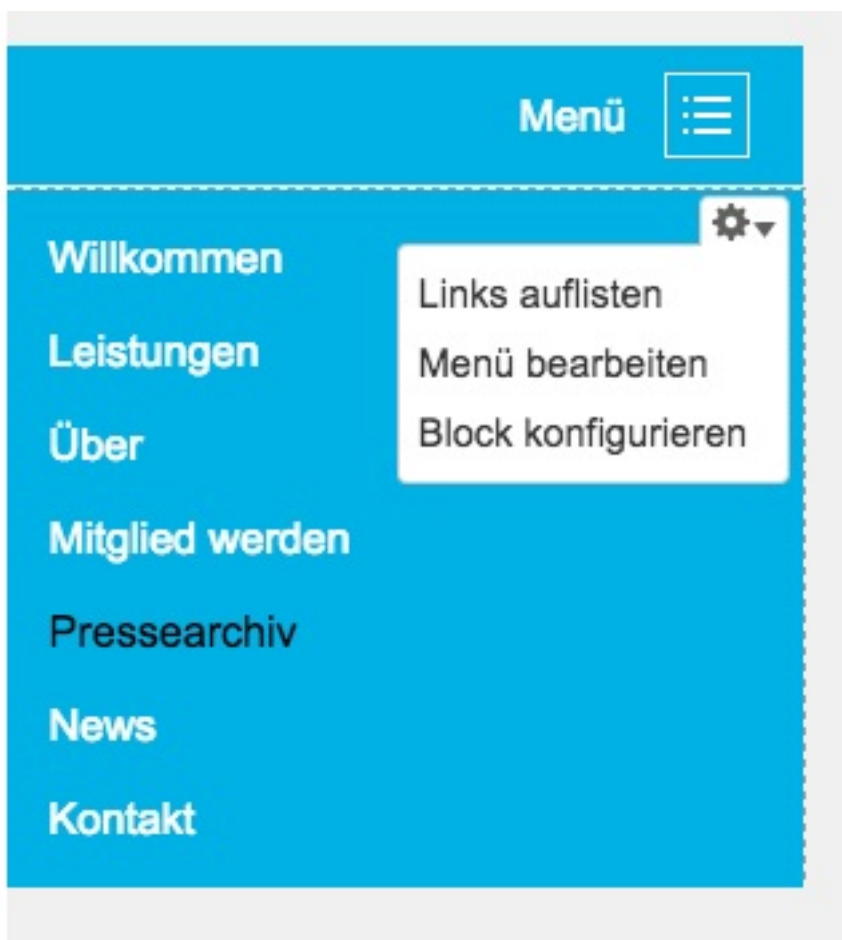 Menü
Willkommen
Links auflisten
Leistungen
Menü bearbeiten
Über
Block konfigurieren
Mitglied werden
Pressearchiv
News
Kontakt